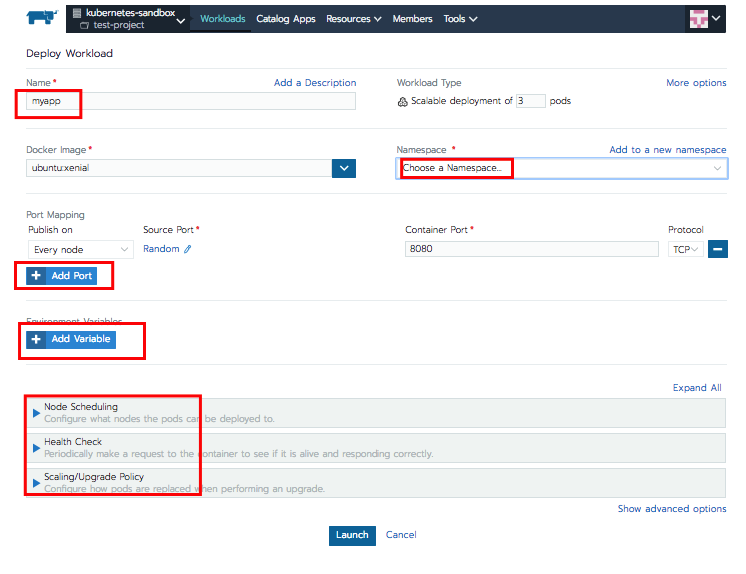 kubernetes-sandbox
test-project
Workloads Catalog Apps Resources Members Tools
Deploy Workload
Name* Add a Description
Workload Type More options
myapp
Scalable deployment of 3 pods
Docker Image* Namespace * Add to a new namespace
ubuntu:xenial Choose a Namespace...
Port Mapping
Publish on Source Port* Container Port* Protocol
Every node Random 8080 TCP
+ Add Port
Environment Variables
+ Add Variable
Expand All
Node Scheduling
Configure what nodes the pods can be deployed to.
Health Check
Periodically make a request to the container to see if it is alive and responding correctly.
Scaling/Upgrade Policy
Configure how pods are replaced when performing an upgrade.
Show advanced options
Launch Cancel